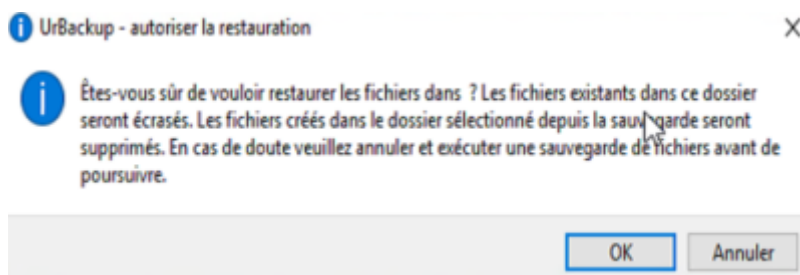 UrBackup - autoriser la restauration
Êtes-vous sûr de vouloir restaurer les fichiers dans ? Les fichiers existants dans ce dossier
seront écrasés. Les fichiers créés dans le dossier sélectionné depuis la sauvegarde seront
supprimés. En cas de doute veuillez annuler et exécuter une sauvegarde de fichiers avant de
poursuivre.
OK Annuler